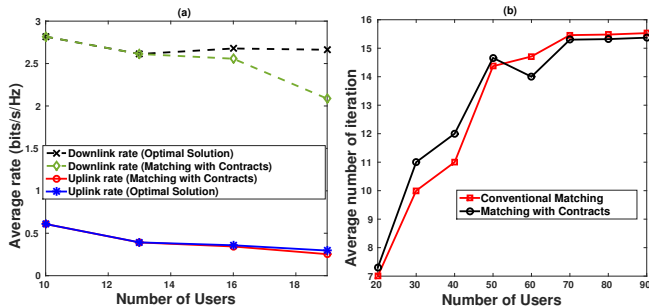 (a)
3
2.5
2
1
0.5
0
Average rate (bits/s/Hz)
Downlink rate (Optimal Solution)
Downlink rate (Matching with Contracts)
Uplink rate (Matching with Contracts)
Uplink rate (Optimal Solution)
10 12 14 16 18
Number of Users
(b)
16
15
14
13
12
11
10
9
8
7
Average number of iteration
Conventional Matching
Matching with Contracts
20 30 40 50 60 70 80 90
Number of Users